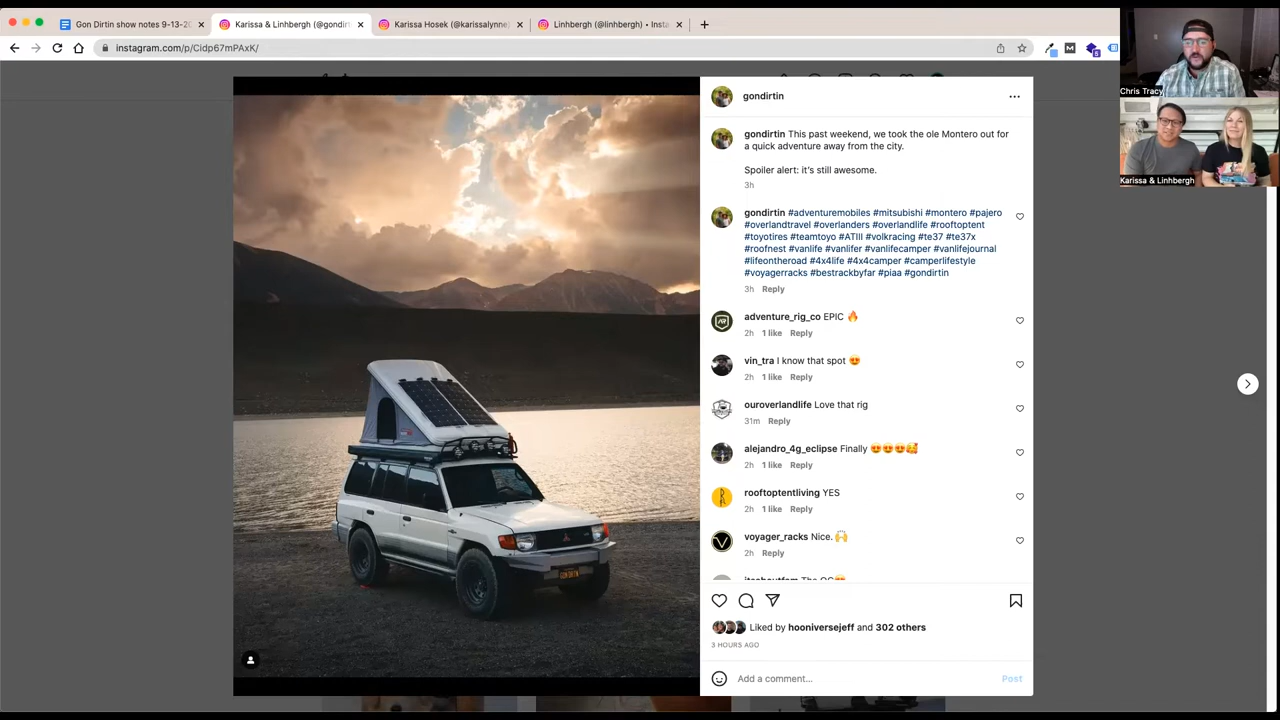 Gon Dirtin show notes 9-13-20
Karissa & Linhbergh (@gondirt
Karissa Hosek (@karissalynne
Linhbergh (@linhbergh) • Insta
instagram.com/p/Cidp67mPAxK/
Chris Tracy
Karissa & Linhbergh
gondirtin
gondirtin This past weekend, we took the ole Montero out for
a quick adventure away from the city.
Spoiler alert: it's still awesome.
3h
gondirtin #adventuremobiles #mitsubishi #montero #pajero
#overlandtravel #overlanders #overlandlife #rooftoptent
#toyotires #teamtoyo #ATIII #volkracing #te37 #te37x
#roofnest #vanlife #vanlifer #vanlifecamper #vanlifejournal
#lifeontheroad #4x4life #4x4camper #camperlifestyle
#voyagerracks #bestrackbyfar #piaa #gondirtin
3h Reply
adventure_rig_co EPIC 🔥
2h 1 like Reply
vin_tra I know that spot 😍
2h 1 like Reply
ouroverlandlife Love that rig
31m Reply
alejandro_4g_eclipse Finally 😍😍😍🥰
2h 1 like Reply
rooftoptentliving YES
2h 1 like Reply
voyager_racks Nice. 🙌
2h Reply
Liked by hooniversejeff and 302 others
3 HOURS AGO
Add a comment...
Post
GON DIRTN